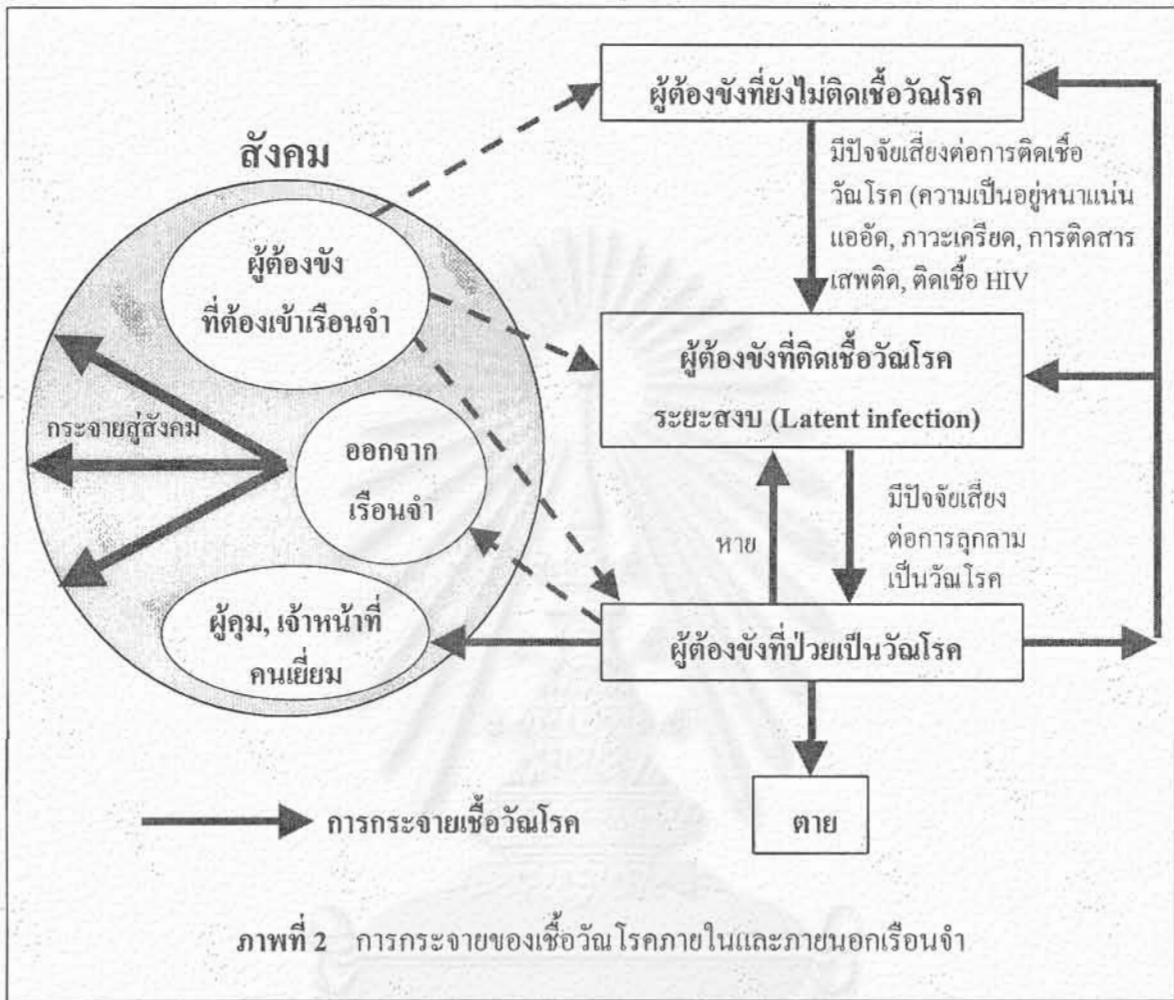 ผู้ต้องขังที่ยังไม่ติดเชื้อวัณโรค
สังคม
มีปัจจัยเสี่ยงต่อการติดเชื้อ
วัณโรค (ความเป็นอยู่หนาแน่น
แออัด, ภาวะเครียด, การติดสาร
เสพติด, ติดเชื้อ HIV
ผู้ต้องขัง
ที่ต้องเข้าเรือนจำ
ผู้ต้องขังที่ติดเชื้อวัณโรค
ระยะสงบ (Latent infection)
กระจายสู่สังคม
ออกจาก
เรือนจำ
หาย
มีปัจจัยเสี่ยง
ต่อการลุกลาม
เป็นวัณโรค
ผู้คุม, เจ้าหน้าที่
คนเยี่ยม
ผู้ต้องขังที่ป่วยเป็นวัณโรค
การกระจายเชื้อวัณโรค
ตาย
ภาพที่ 2 การกระจายของเชื้อวัณโรคภายในและภายนอกเรือนจำ